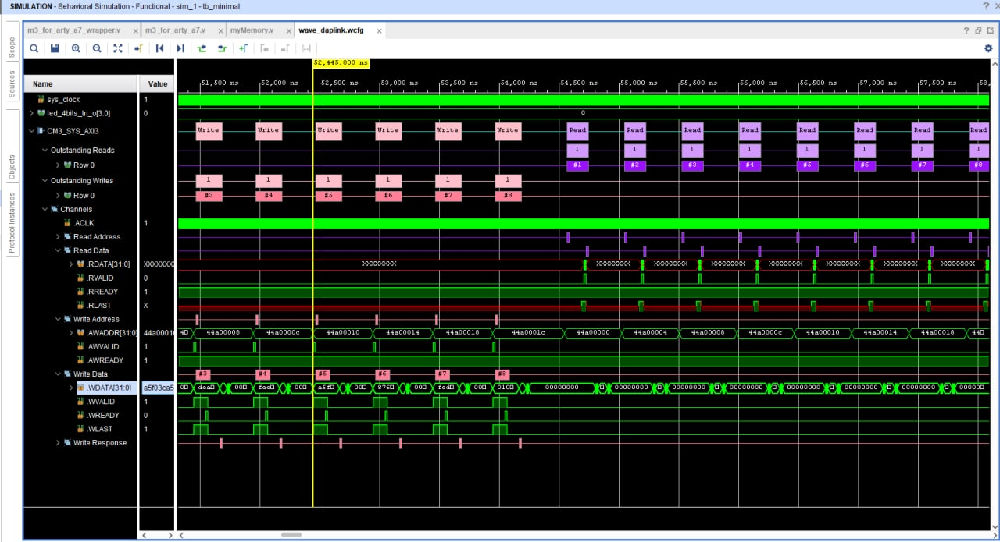 SIMULATION - Behavioral Simulation - Functional - sim_1 - tb_minimal
m3_for_arty_a7_wrapper.v m3_for_arty_a7.v myMemory.v wave_daplink.wcfg
Scope
Sources
Objects
Protocol Instances
52,445.000 ns
Name Value 51,500 ns 52,000 ns 52,500 ns 53,000 ns 53,500 ns 54,000 ns 54,500 ns 55,000 ns 55,500 ns 56,000 ns 56,500 ns 57,000 ns 57,500 ns 58,
sys_clock 1
led_4bits_tri_o[3:0] 0 0
CM3_SYS_AXI3 Write Write Write Write Write Write Read Read Read Read Read Read Read Read
Outstanding Reads 1 1 1 1 1 1 1 1
Row 0 #1 #2 #3 #4 #5 #6 #7 #8
Outstanding Writes 1 1 1 1 1 1
Row 0 #3 #4 #5 #6 #7 #8
Channels
.ACLK 1
Read Address
Read Data
.RDATA[31:0] XXXXXXXX XXXXXXXX XXXXXXXX XXXXXXXX XXXXXXXX XXXXXXXX XXXXXXXX XXXXXXXX XXXXXXXX
.RVALID 0
.RREADY 1
.RLAST X
Write Address
.AWADDR[31:0] 44a00010 44a00008 44a0000c 44a00010 44a00014 44a00018 44a0001c 44a00000 44a00004 44a00008 44a0000c 44a00010 44a00014 44a00018 44
.AWVALID 1
.AWREADY 1
Write Data #3 #4 #5 #6 #7 #8
.WDATA[31:0] a5f03ca5 00 dea 00 fee 00 a5f 00 876 00 fed 00 010 00000000 00000000 00000000 00000000 00000000 00000000 00000000 00000
.WVALID 1
.WREADY 0
.WLAST 1
Write Response